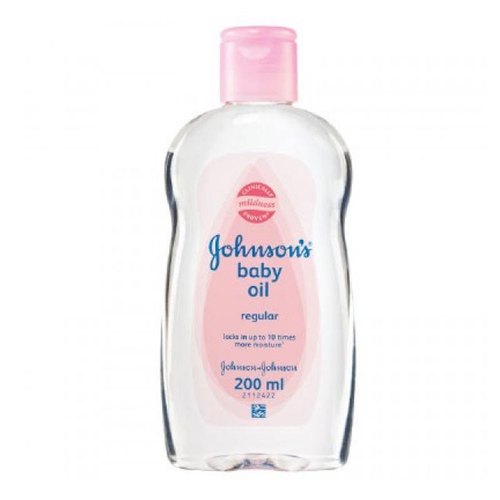 CLINICALLY
mildness
PROVEN
Johnson's®
baby
oil
regular
locks in up to 10 times
more moisture*
Johnson & Johnson
200 ml
2112422